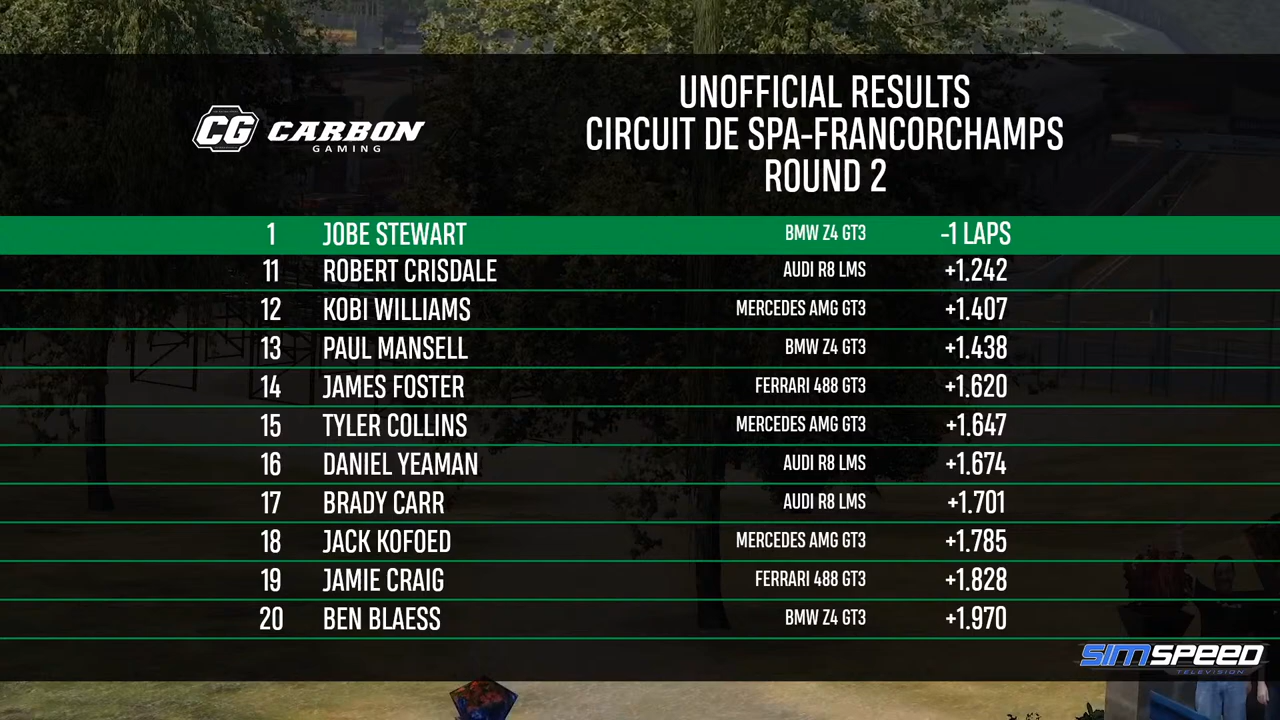 CG CARBON
GAMING
UNOFFICIAL RESULTS
CIRCUIT DE SPA-FRANCORCHAMPS
ROUND 2
1 JOBE STEWART BMW Z4 GT3 -1 LAPS
11 ROBERT CRISDALE AUDI R8 LMS +1.242
12 KOBI WILLIAMS MERCEDES AMG GT3 +1.407
13 PAUL MANSELL BMW Z4 GT3 +1.438
14 JAMES FOSTER FERRARI 488 GT3 +1.620
15 TYLER COLLINS MERCEDES AMG GT3 +1.647
16 DANIEL YEAMAN AUDI R8 LMS +1.674
17 BRADY CARR AUDI R8 LMS +1.701
18 JACK KOFOED MERCEDES AMG GT3 +1.785
19 JAMIE CRAIG FERRARI 488 GT3 +1.828
20 BEN BLAESS BMW Z4 GT3 +1.970
SIMSPEED
TELEVISION